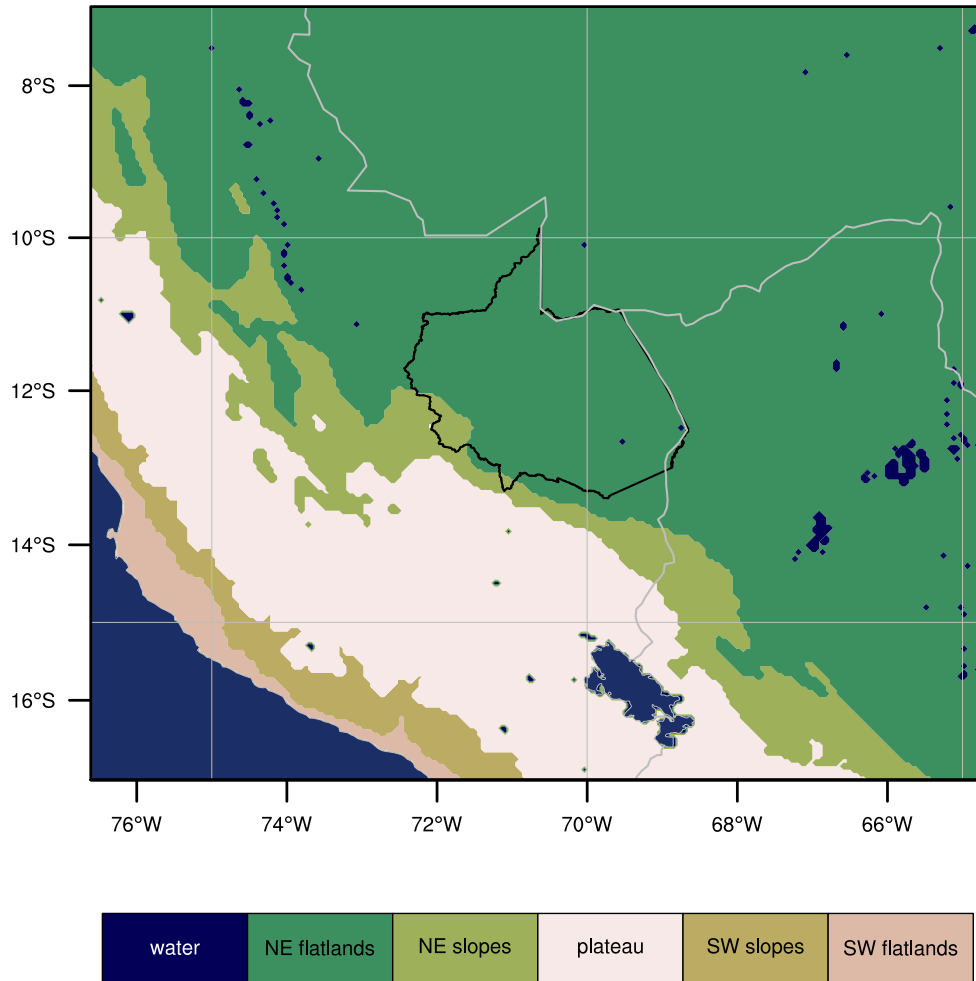 8°S
10°S
12°S
14°S
16°S
76°W 74°W 72°W 70°W 68°W 66°W
water NE flatlands NE slopes plateau SW slopes SW flatlands